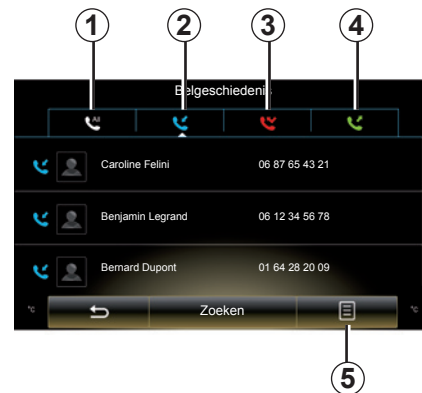 1 2 3 4
Belgeschiedenis
All
Caroline Felini 06 87 65 43 21
Benjamin Legrand 06 12 34 56 78
Bernard Dupont 01 64 28 20 09
°C Zoeken °C
5